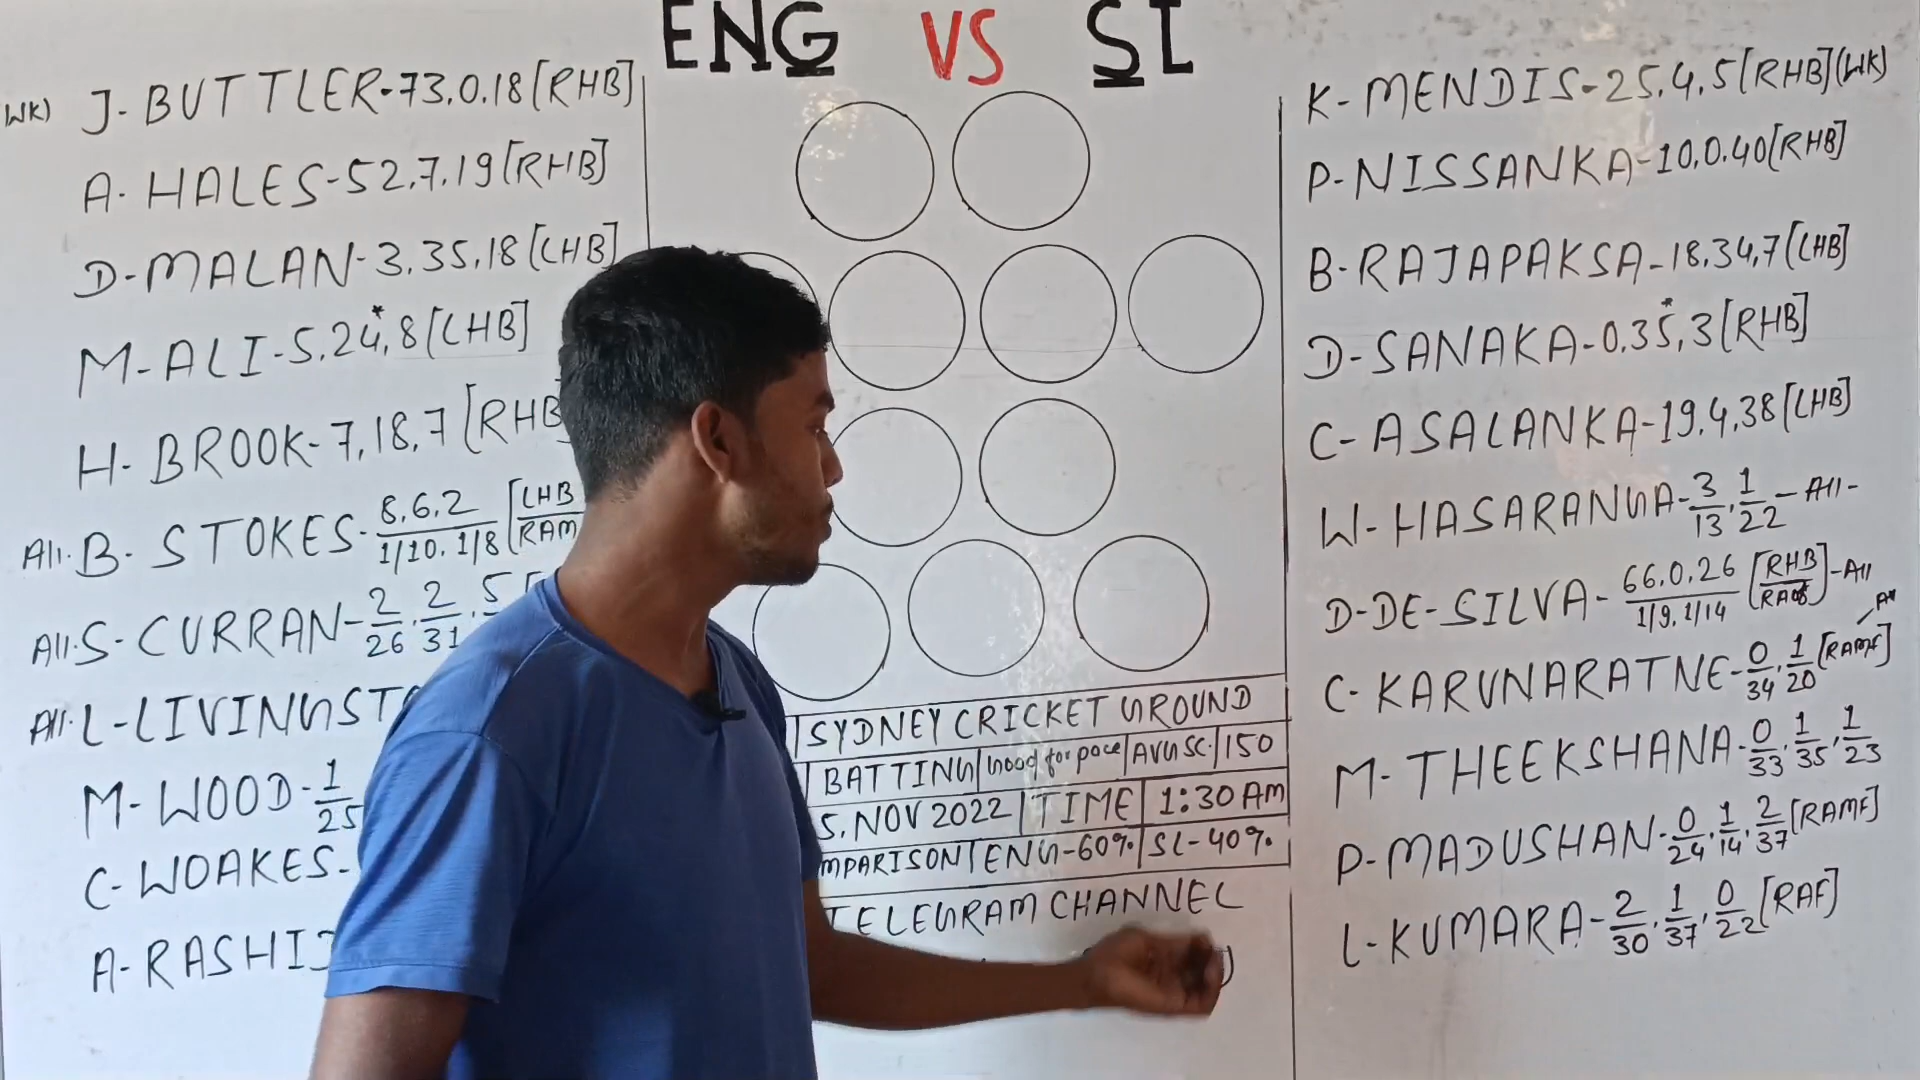 ENG VS SI
WK) J- BUTTLER-73.0.18 [RHB]
A- HALES-52.7.19 [RHB]
D-MALAN-3.35.18 [LHB]
M-ALI-5.24*,8 [LHB]
H-BROOK-7,18,7 [RHB
All. B- STOKES- 8.6.2 / 1/10. 1/8 [LHB / RAM
All. S- CURRAN- 2/26 . 2/31 . 5
All. L-LIVINGST
M-WOOD- 1/25
C-WOAKES-
A-RASHI
SYDNEY CRICKET GROUND
BATTING | Good for pace | AVG SC. | 150
5. NOV 2022 | TIME | 1:30 AM
MPARISON | ENG-60% | SL-40%
TELEGRAM CHANNEL
K-MENDIS-25.4.5 [RHB] (WK)
P-NISSANKA-10.0.40 [RHB]
B-RAJAPAKSA-18.34,7 [LHB]
D-SANAKA-0.35*,3 [RHB]
C-ASALANKA-19.4,38 [LHB]
W-HASARANGA- 3/13 . 1/22 - All -
D-DE-SILVA- 66.0.26 / 1/9, 1/14 [RHB / ] - All
C-KARUNARATNE- 0/34 . 1/20 [RAMF]
M-THEEKSHANA- 0/33 . 1/35 . 1/23
P-MADUSHAN- 0/24 . 1/14 . 2/37 [RAMF]
L-KUMARA- 2/30 . 1/37 . 0/22 [RAF]